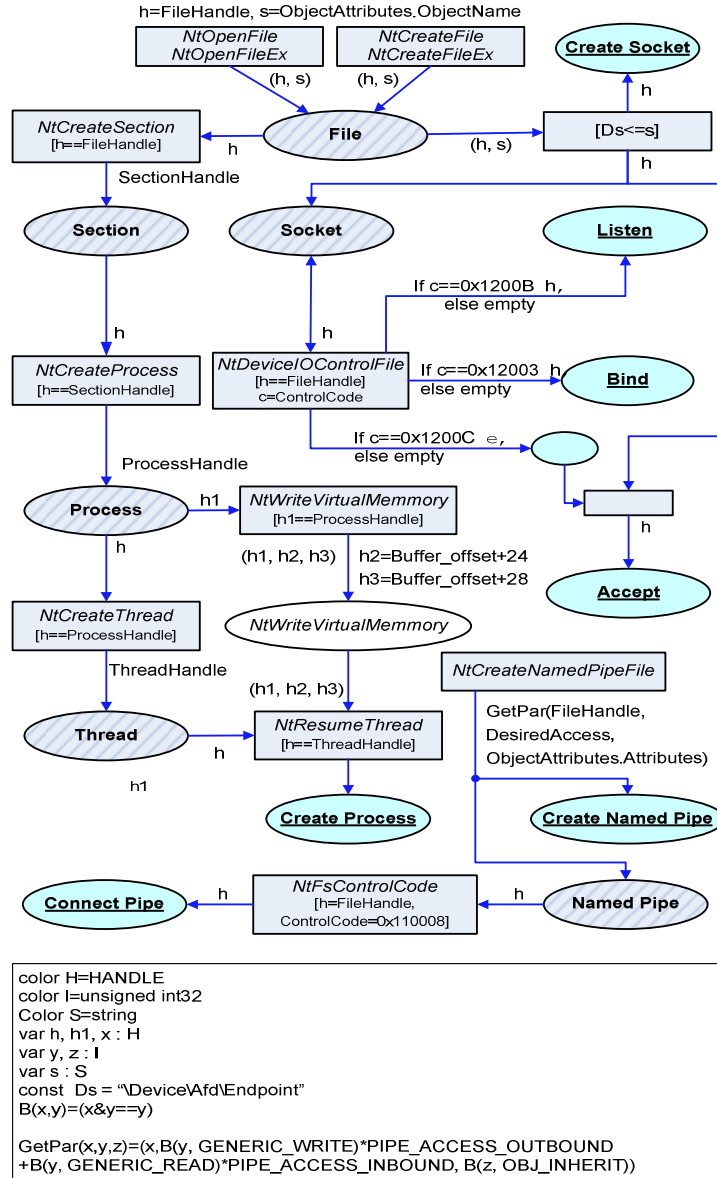 h=FileHandle, s=ObjectAttributes.ObjectName
NtOpenFile
NtOpenFileEx
NtCreateFile
NtCreateFileEx
Create Socket
(h, s)
(h, s)
h
NtCreateSection
[h==FileHandle]
h
File
(h, s)
[Ds<=s]
h
SectionHandle
Section
Socket
Listen
If c==0x1200B h,
else empty
h
h
NtCreateProcess
[h==SectionHandle]
NtDeviceIOControlFile
[h==FileHandle]
c=ControlCode
If c==0x12003 h,
else empty
Bind
If c==0x1200C e,
else empty
ProcessHandle
Process
h1
NtWriteVirtualMemmory
[h1==ProcessHandle]
h
h
(h1, h2, h3)
h2=Buffer_offset+24
h3=Buffer_offset+28
Accept
NtCreateThread
[h==ProcessHandle]
NtWriteVirtualMemmory
ThreadHandle
(h1, h2, h3)
NtCreateNamedPipeFile
Thread
h
NtResumeThread
[h==ThreadHandle]
GetPar(FileHandle,
DesiredAccess,
ObjectAttributes.Attributes)
h1
Create Process
Create Named Pipe
Connect Pipe
h
NtFsControlCode
[h=FileHandle,
ControlCode=0x110008]
h
Named Pipe
color H=HANDLE
color I=unsigned int32
Color S=string
var h, h1, x : H
var y, z : I
var s : S
const Ds = “\Device\Afd\Endpoint”
B(x,y)=(x&y==y)
GetPar(x,y,z)=(x,B(y, GENERIC_WRITE)*PIPE_ACCESS_OUTBOUND
+B(y, GENERIC_READ)*PIPE_ACCESS_INBOUND, B(z, OBJ_INHERIT))